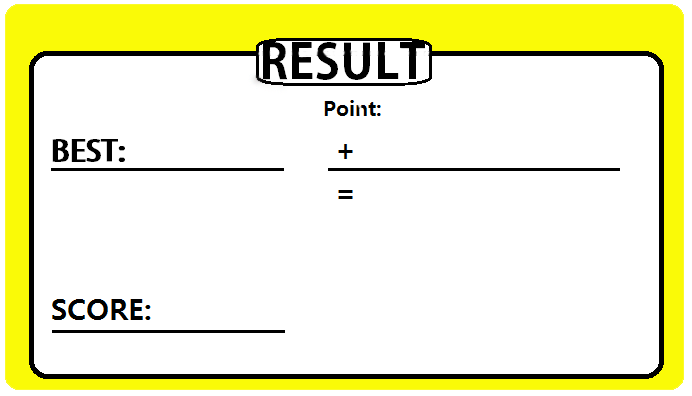 RESULT
Point:
BEST:
+
=
SCORE: